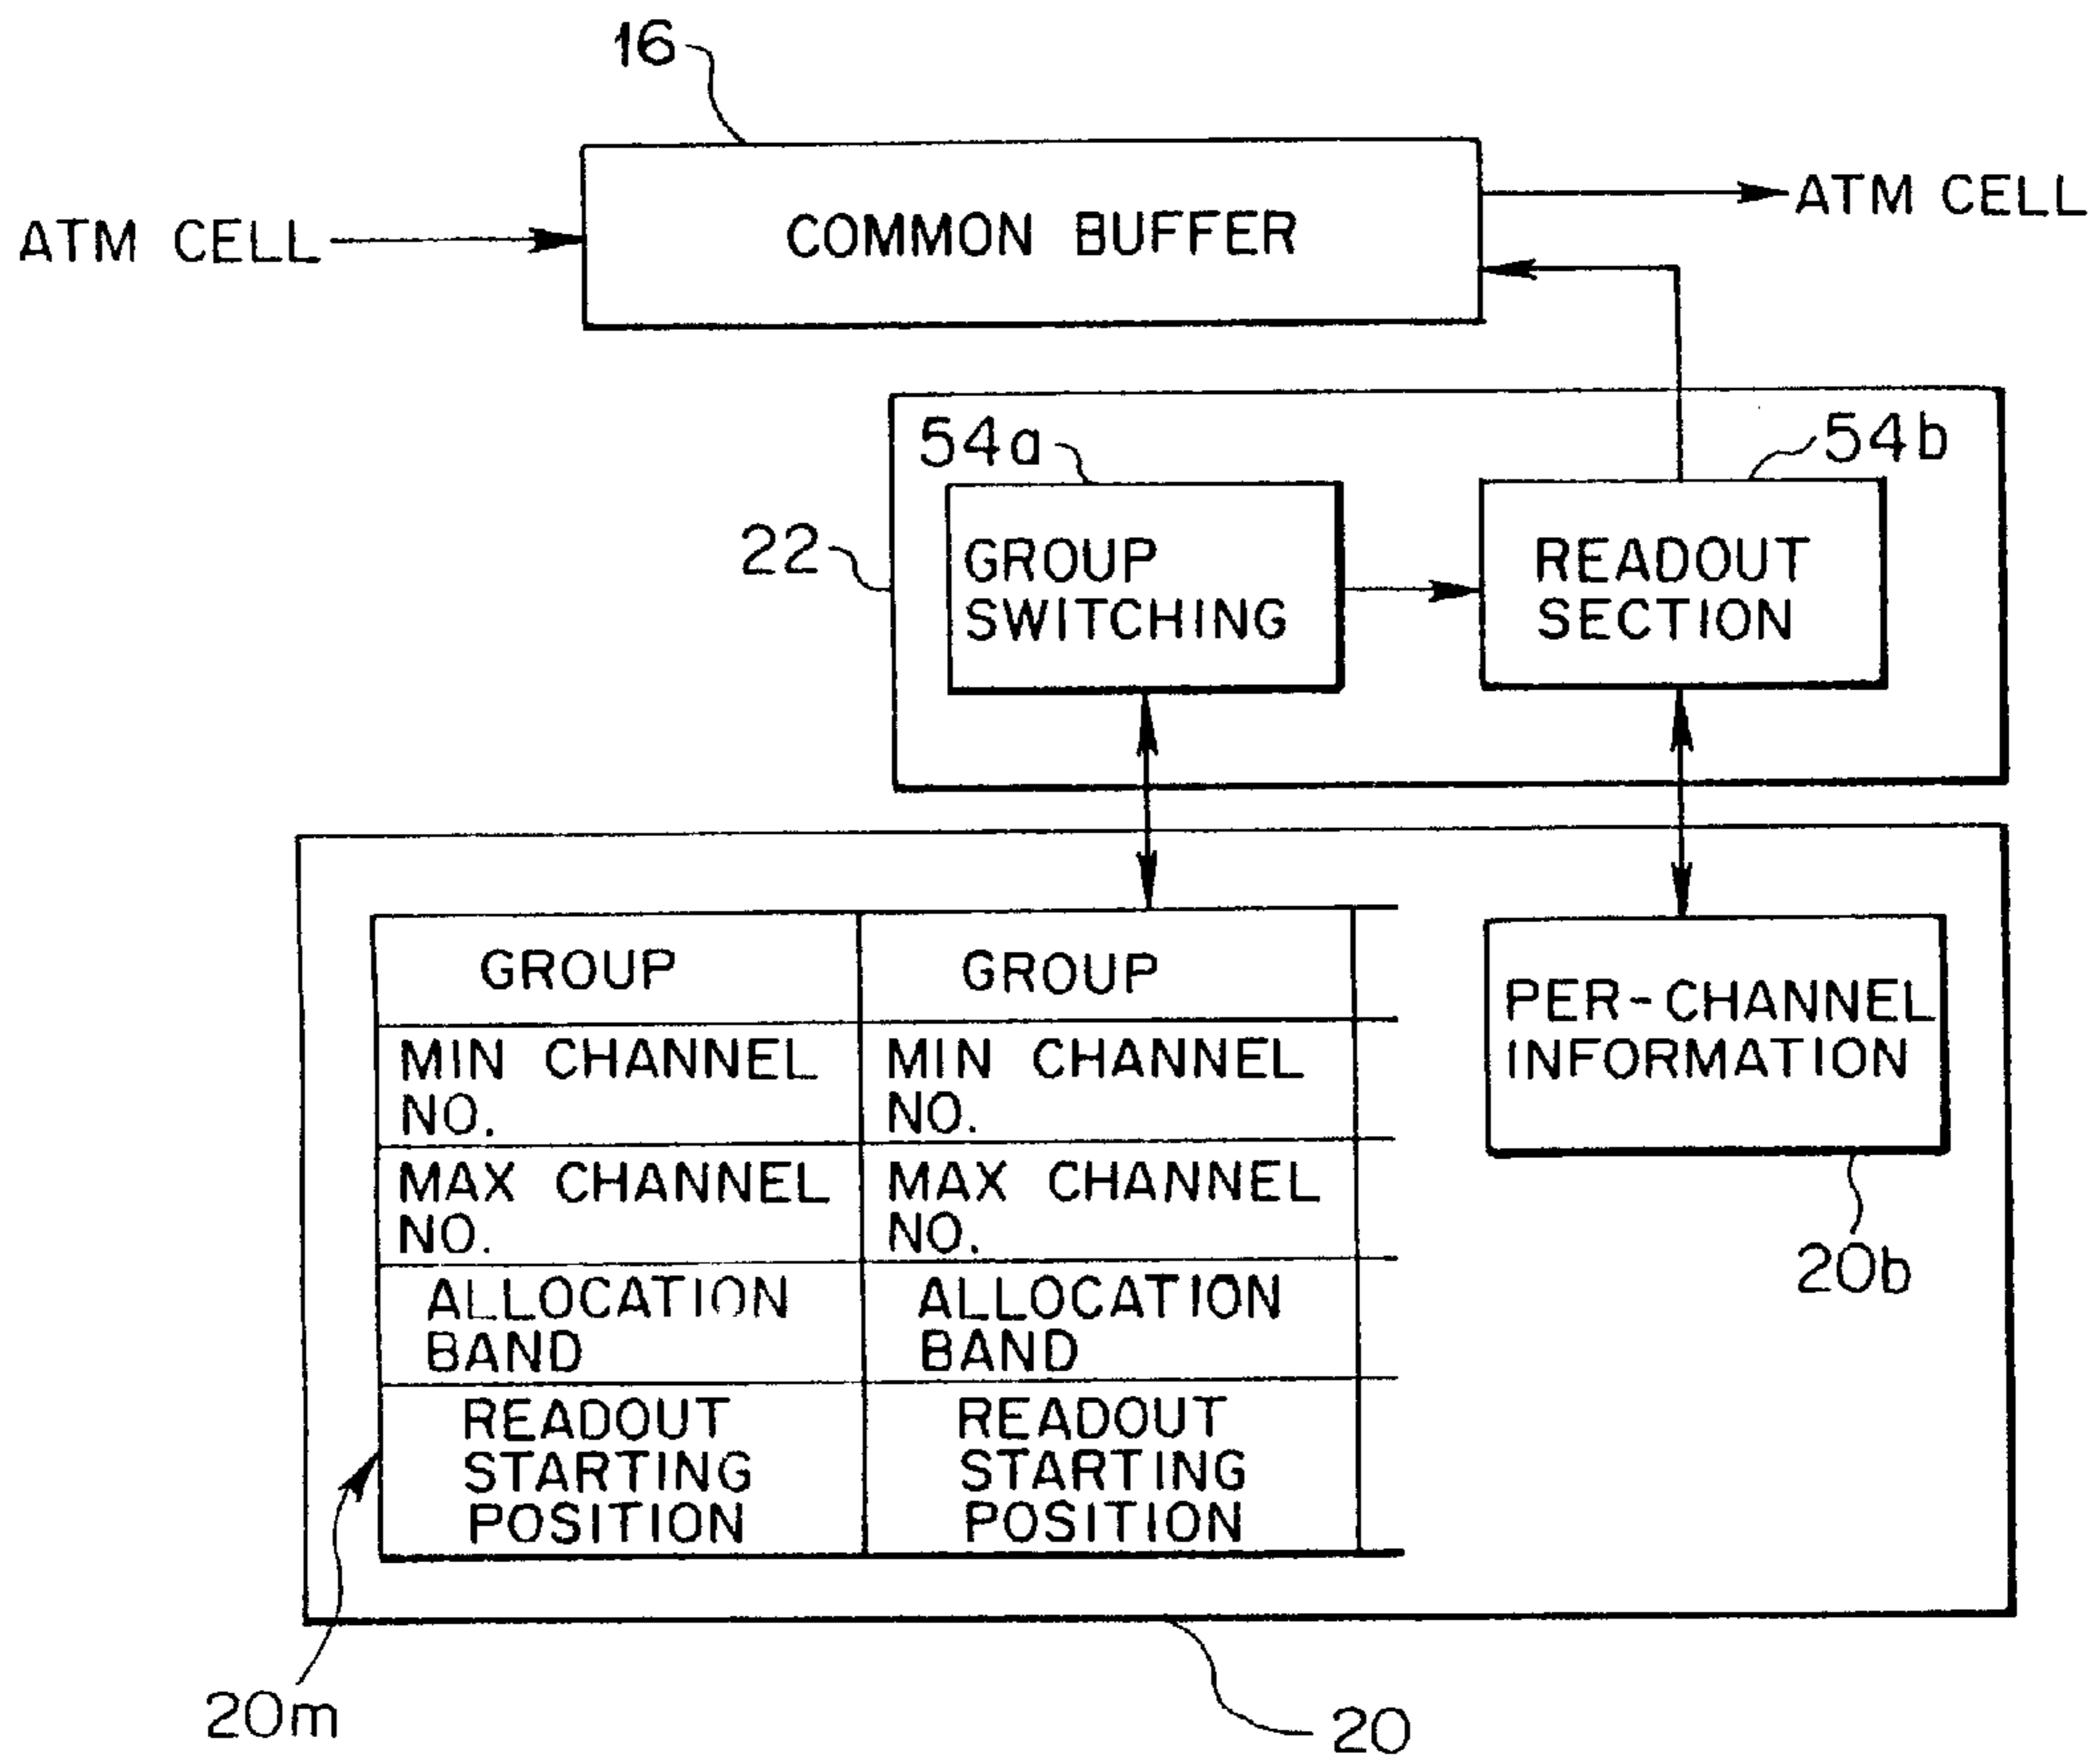 16
ATM CELL
COMMON BUFFER
ATM CELL
54a
54b
22
GROUP
SWITCHING
READOUT
SECTION
GROUP
GROUP
MIN CHANNEL
NO.
MIN CHANNEL
NO.
MAX CHANNEL
NO.
MAX CHANNEL
NO.
ALLOCATION
BAND
ALLOCATION
BAND
READOUT
STARTING
POSITION
READOUT
STARTING
POSITION
PER-CHANNEL
INFORMATION
20b
20m
20